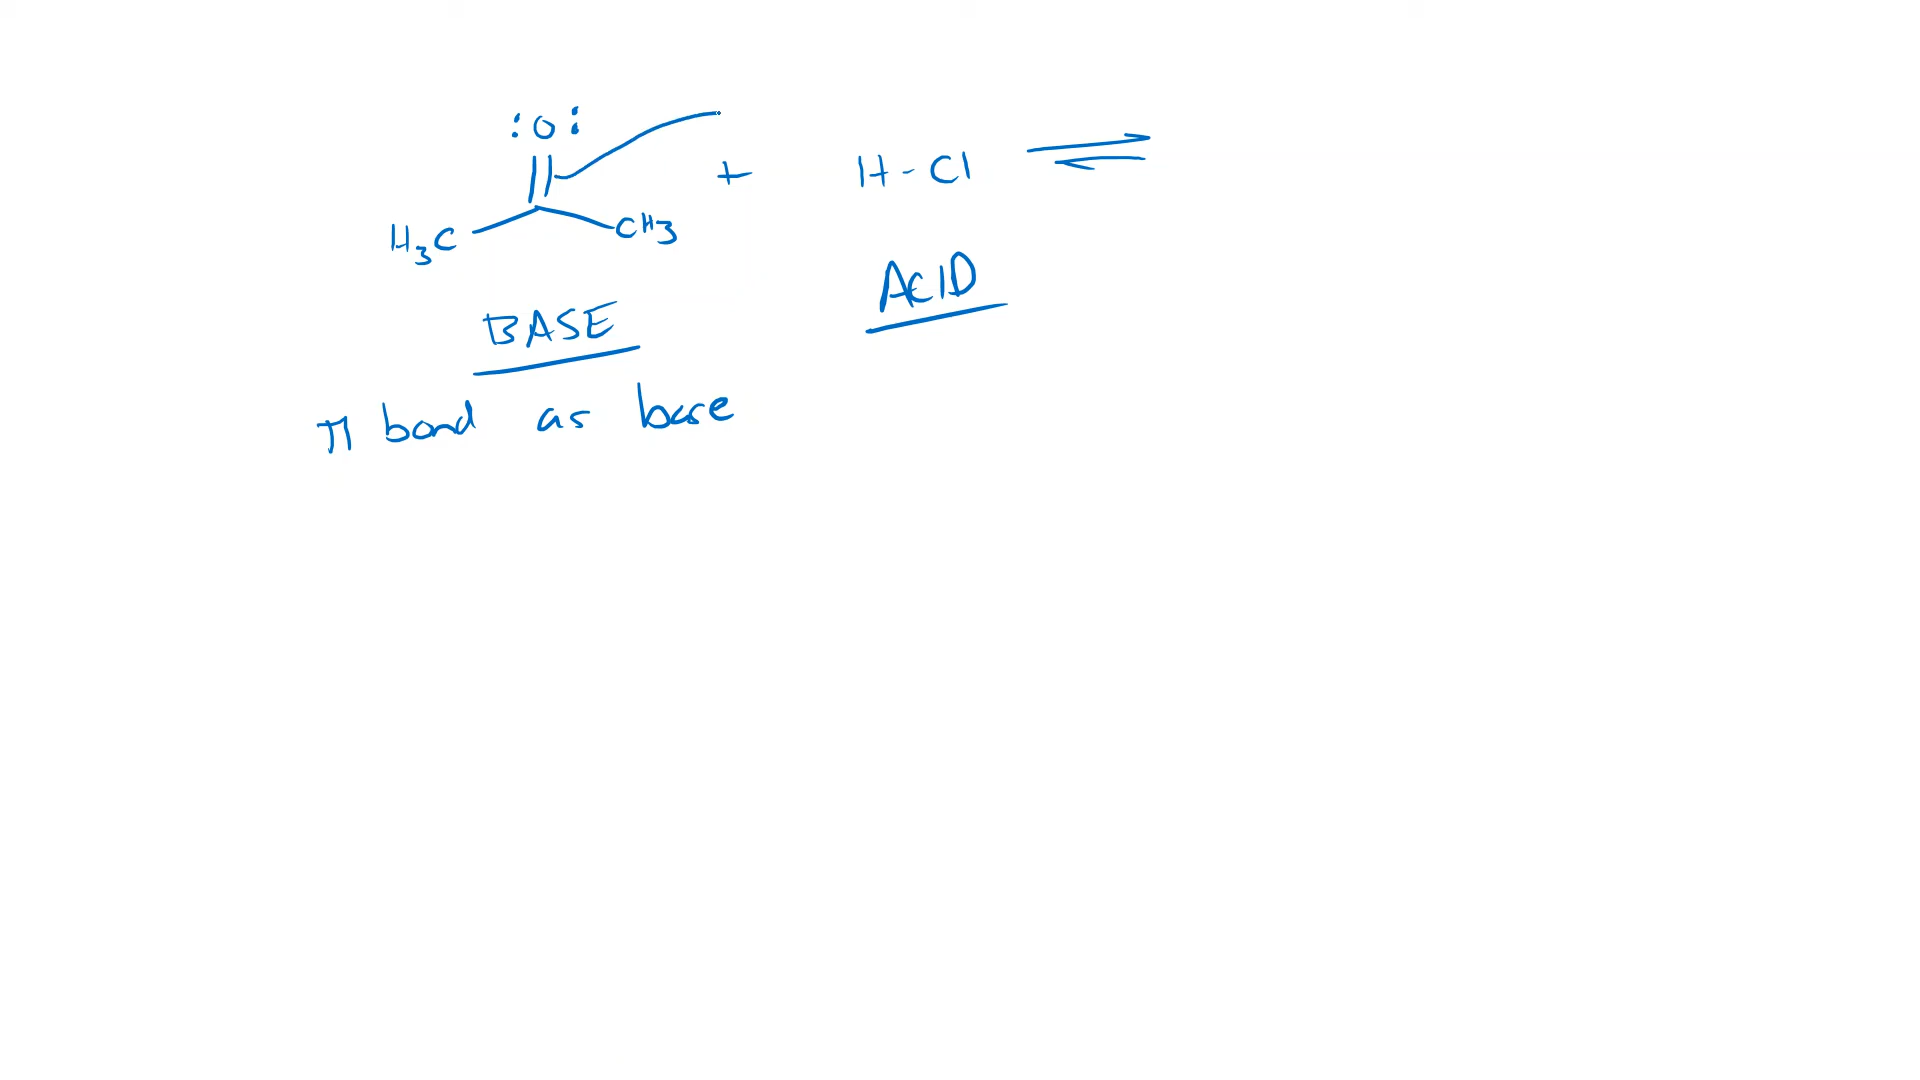 :O:
+ H-Cl ⇌
H3C CH3
ACID
BASE
π bond as base